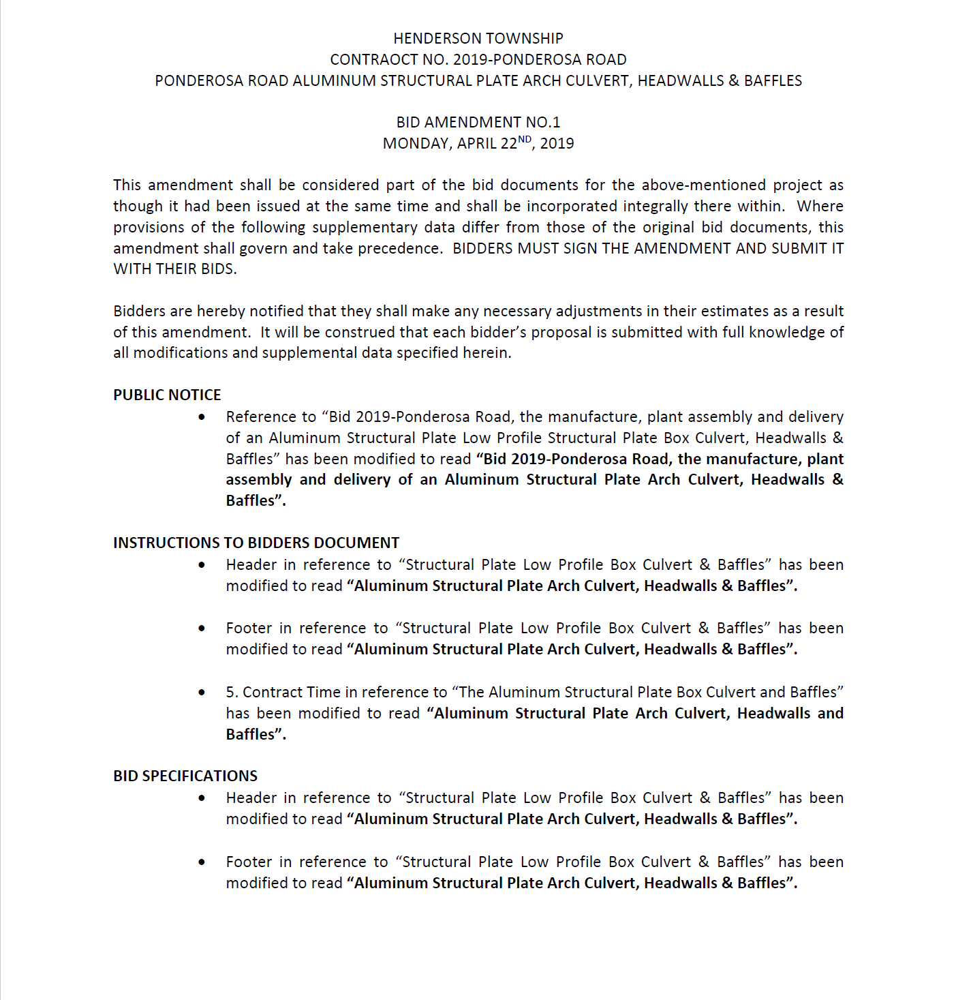 HENDERSON TOWNSHIP
CONTRAOCT NO. 2019-PONDEROSA ROAD
PONDEROSA ROAD ALUMINUM STRUCTURAL PLATE ARCH CULVERT, HEADWALLS & BAFFLES
BID AMENDMENT NO.1
MONDAY, APRIL 22ND, 2019
This amendment shall be considered part of the bid documents for the above-mentioned project as
though it had been issued at the same time and shall be incorporated integrally there within.  Where
provisions of the following supplementary data differ from those of the original bid documents, this
amendment shall govern and take precedence.  BIDDERS MUST SIGN THE AMENDMENT AND SUBMIT IT
WITH THEIR BIDS.
Bidders are hereby notified that they shall make any necessary adjustments in their estimates as a result
of this amendment.  It will be construed that each bidder’s proposal is submitted with full knowledge of
all modifications and supplemental data specified herein.
PUBLIC NOTICE
• Reference to “Bid 2019-Ponderosa Road, the manufacture, plant assembly and delivery
of an Aluminum Structural Plate Low Profile Structural Plate Box Culvert, Headwalls &
Baffles” has been modified to read “Bid 2019-Ponderosa Road, the manufacture, plant
assembly and delivery of an Aluminum Structural Plate Arch Culvert, Headwalls &
Baffles”.
INSTRUCTIONS TO BIDDERS DOCUMENT
• Header in reference to “Structural Plate Low Profile Box Culvert & Baffles” has been
modified to read “Aluminum Structural Plate Arch Culvert, Headwalls & Baffles”.
• Footer in reference to “Structural Plate Low Profile Box Culvert & Baffles” has been
modified to read “Aluminum Structural Plate Arch Culvert, Headwalls & Baffles”.
• 5. Contract Time in reference to “The Aluminum Structural Plate Box Culvert and Baffles”
has been modified to read “Aluminum Structural Plate Arch Culvert, Headwalls and
Baffles”.
BID SPECIFICATIONS
• Header in reference to “Structural Plate Low Profile Box Culvert & Baffles” has been
modified to read “Aluminum Structural Plate Arch Culvert, Headwalls & Baffles”.
• Footer in reference to “Structural Plate Low Profile Box Culvert & Baffles” has been
modified to read “Aluminum Structural Plate Arch Culvert, Headwalls & Baffles”.